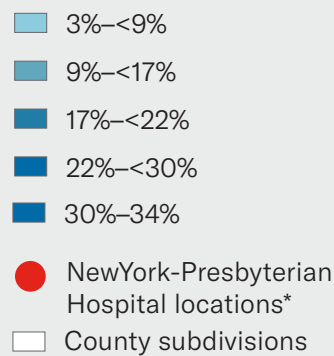 3%–<9%
9%–<17%
17%–<22%
22%–<30%
30%–34%
NewYork-Presbyterian
Hospital locations*
County subdivisions